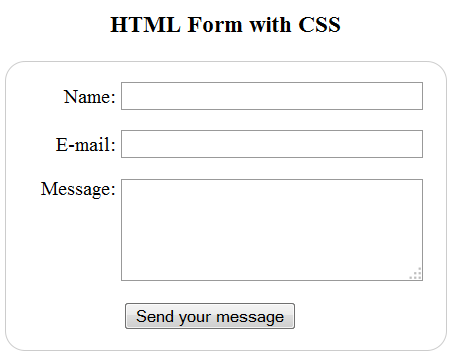 HTML Form with CSS
Name:
E-mail:
Message:
Send your message